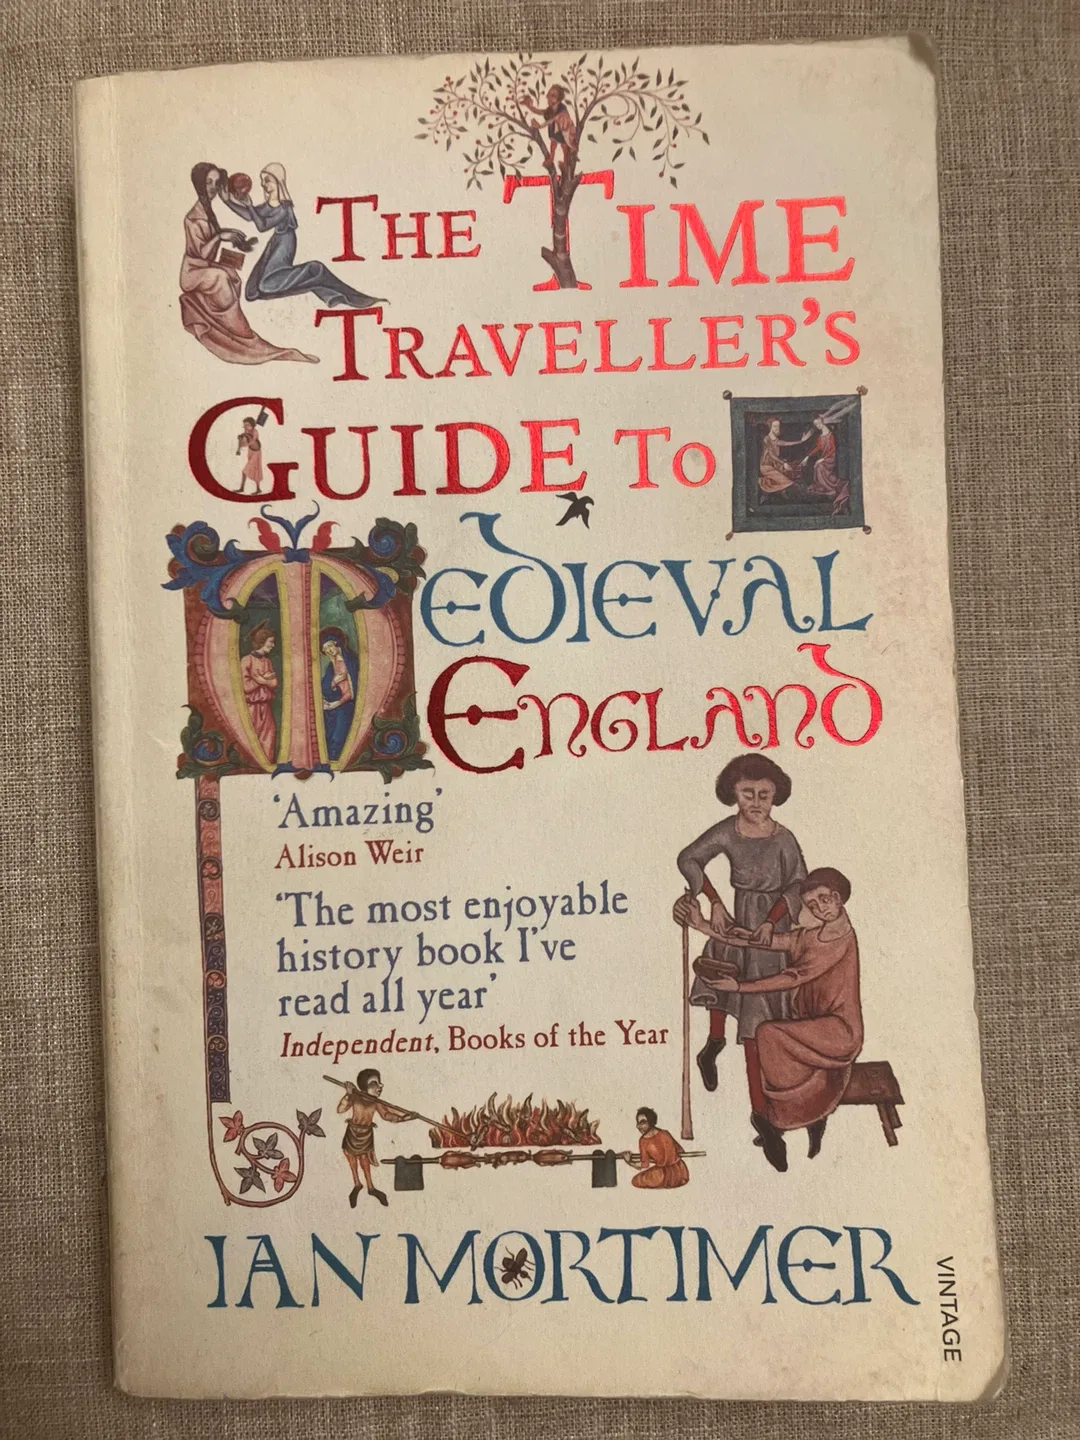 The Time
Traveller's
Guide To
Medieval
England
'Amazing'
Alison Weir
'The most enjoyable
history book I've
read all year'
Independent, Books of the Year
IAN MORTIMER
VINTAGE